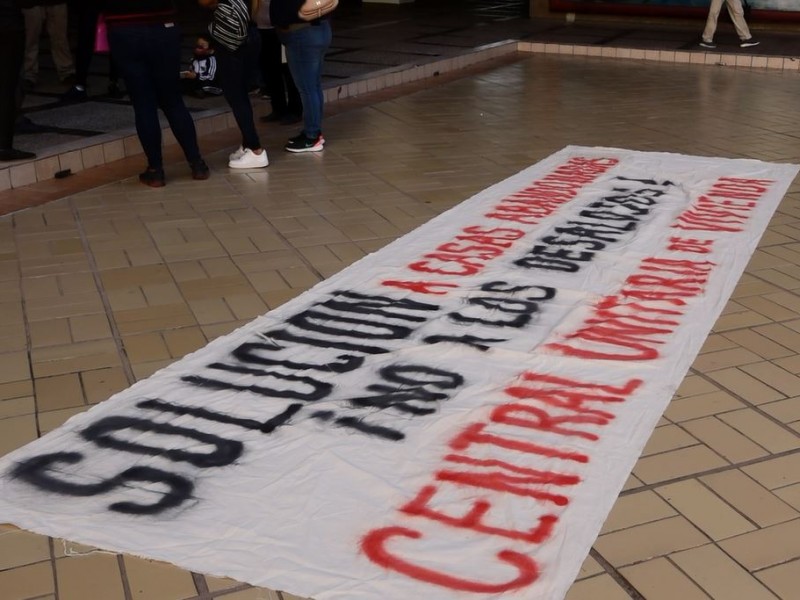 SOLUCION A CASAS ABANDONADAS
¡NO A LOS DESALOJOS!
CENTRAL UNITARIA DE VIVIENDA